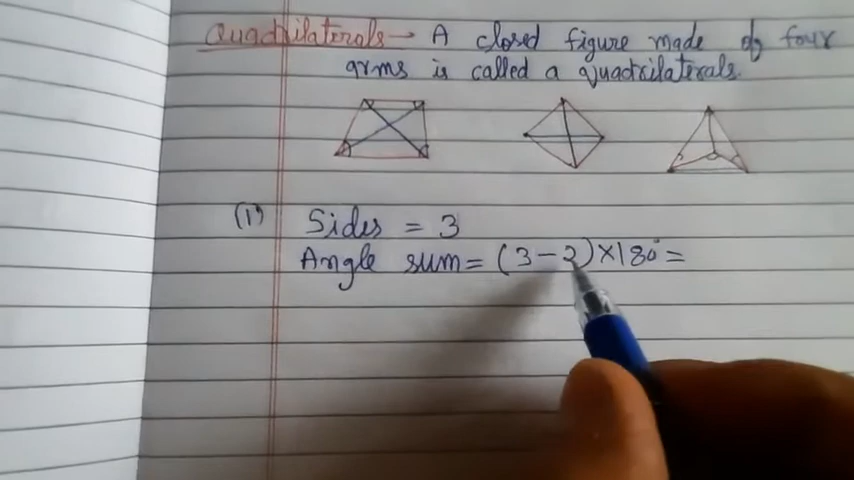 Quadrilaterals → A closed figure made of four
arms is called a quadrilaterals
(1) Sides = 3
Angle sum = (3-2)×180° =